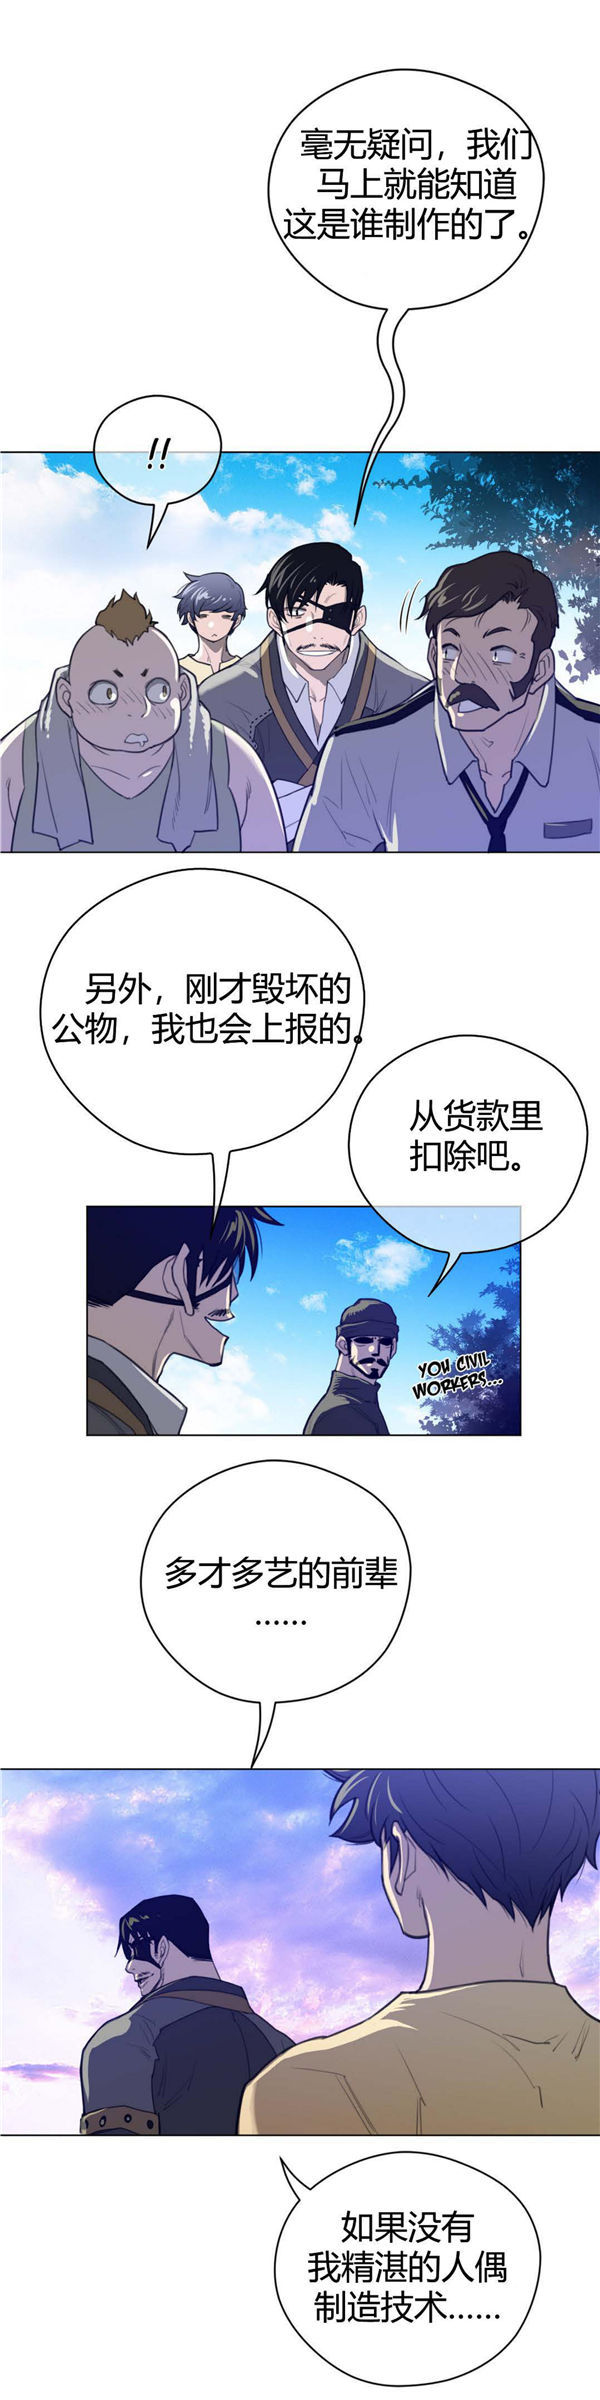 毫无疑问，我们
马上就能知道
这是谁制作的了。
!!
另外，刚才毁坏的
公物，我也会上报的。
从货款里
扣除吧。
YOU CIVIL
WORKERS...
多才多艺的前辈
……
如果没有
我精湛的人偶
制造技术……